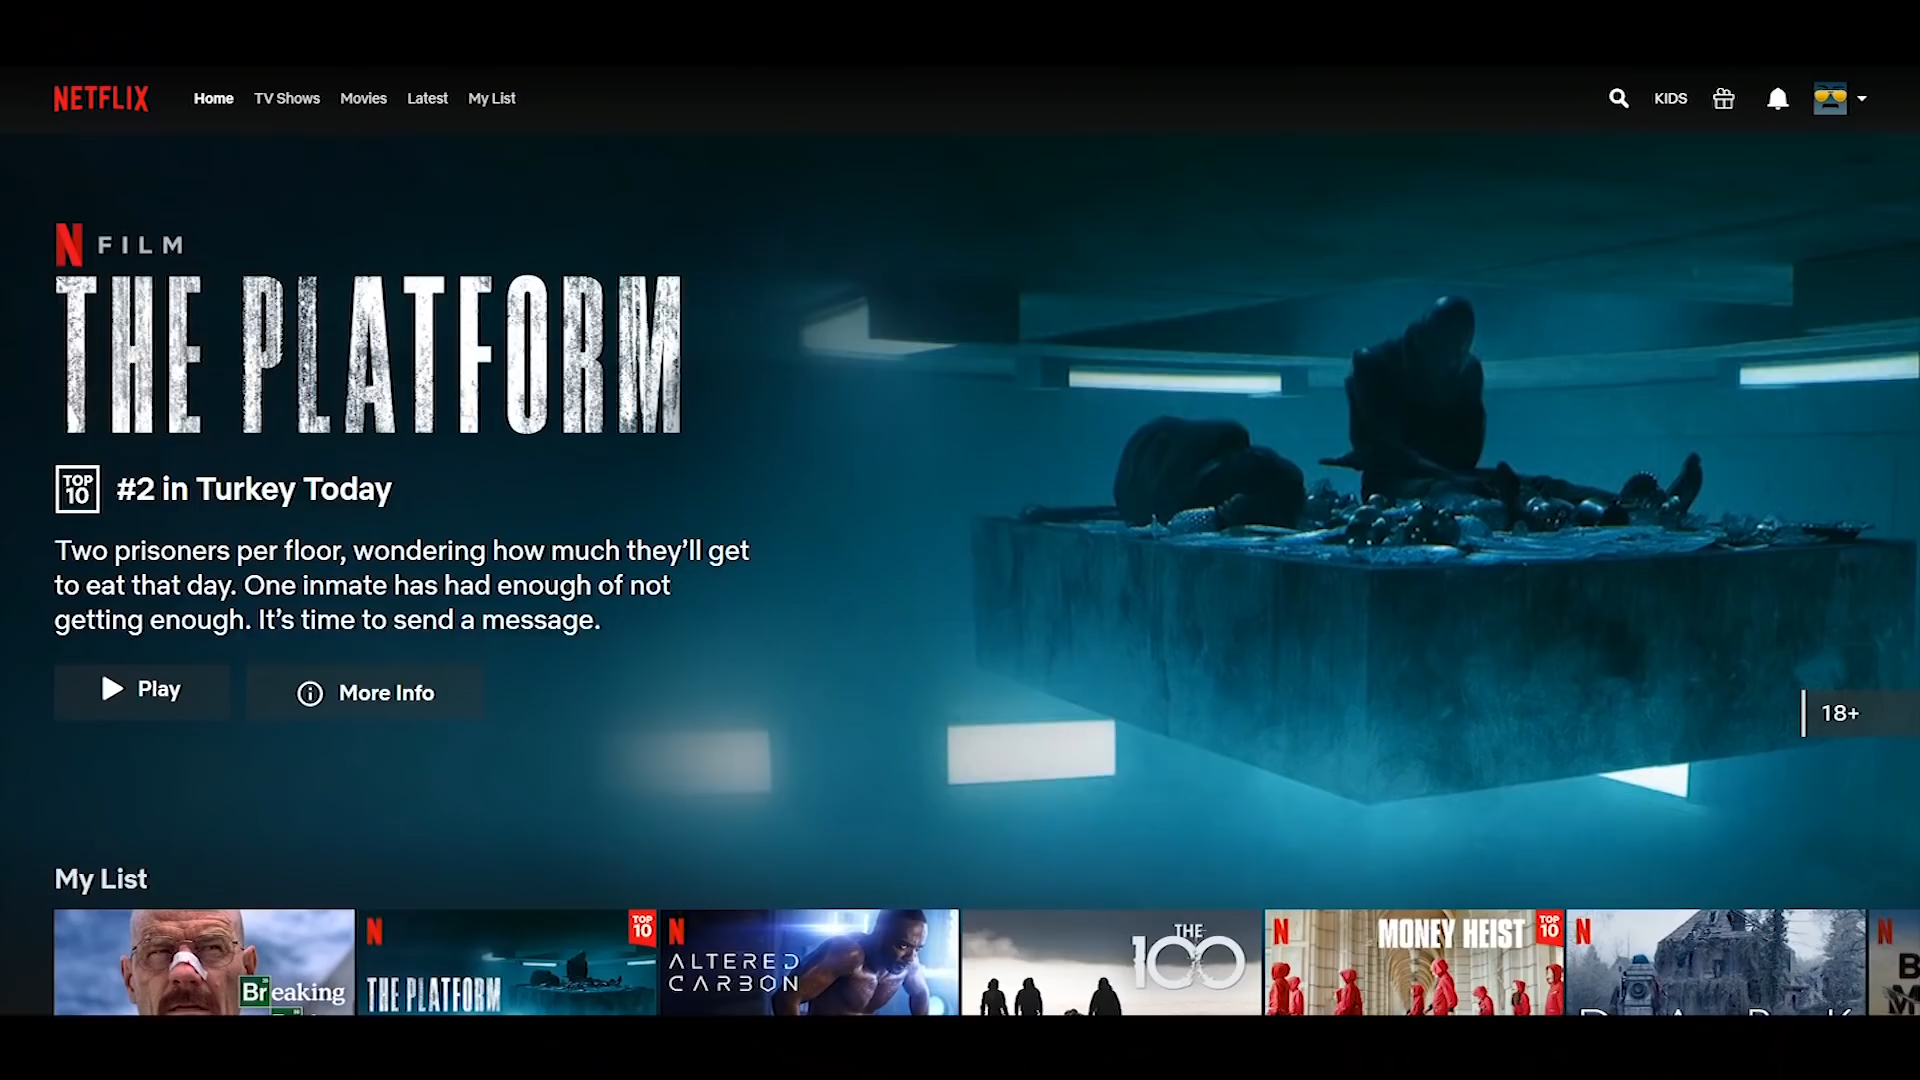 NETFLIX
Home TV Shows Movies Latest My List
KIDS
N FILM
THE PLATFORM
TOP 10 #2 in Turkey Today
Two prisoners per floor, wondering how much they’ll get
to eat that day. One inmate has had enough of not
getting enough. It’s time to send a message.
Play
More Info
18+
My List
Breaking
N THE PLATFORM TOP 10
N ALTERED CARBON
THE 100
N MONEY HEIST TOP 10
N
N